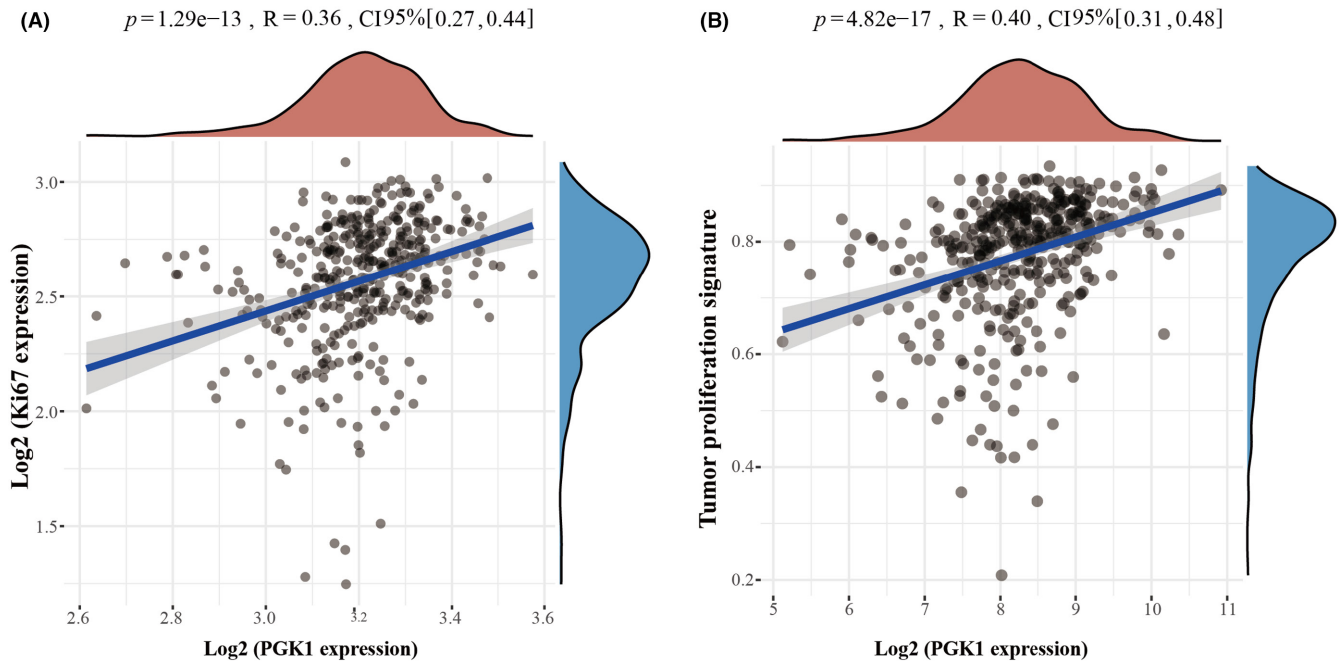 (A)
p = 1.29e−13 , R = 0.36 , CI95%[0.27, 0.44]
3.0
2.5
2.0
1.5
Log2 (Ki67 expression)
2.6 2.8 3.0 3.2 3.4 3.6
Log2 (PGK1 expression)
(B)
p = 4.82e−17 , R = 0.40 , CI95%[0.31, 0.48]
0.8
0.6
0.4
0.2
Tumor proliferation signature
5 6 7 8 9 10 11
Log2 (PGK1 expression)